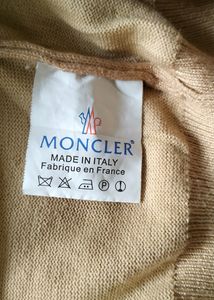 MONCLER®
MADE IN ITALY
Fabrique en France
P